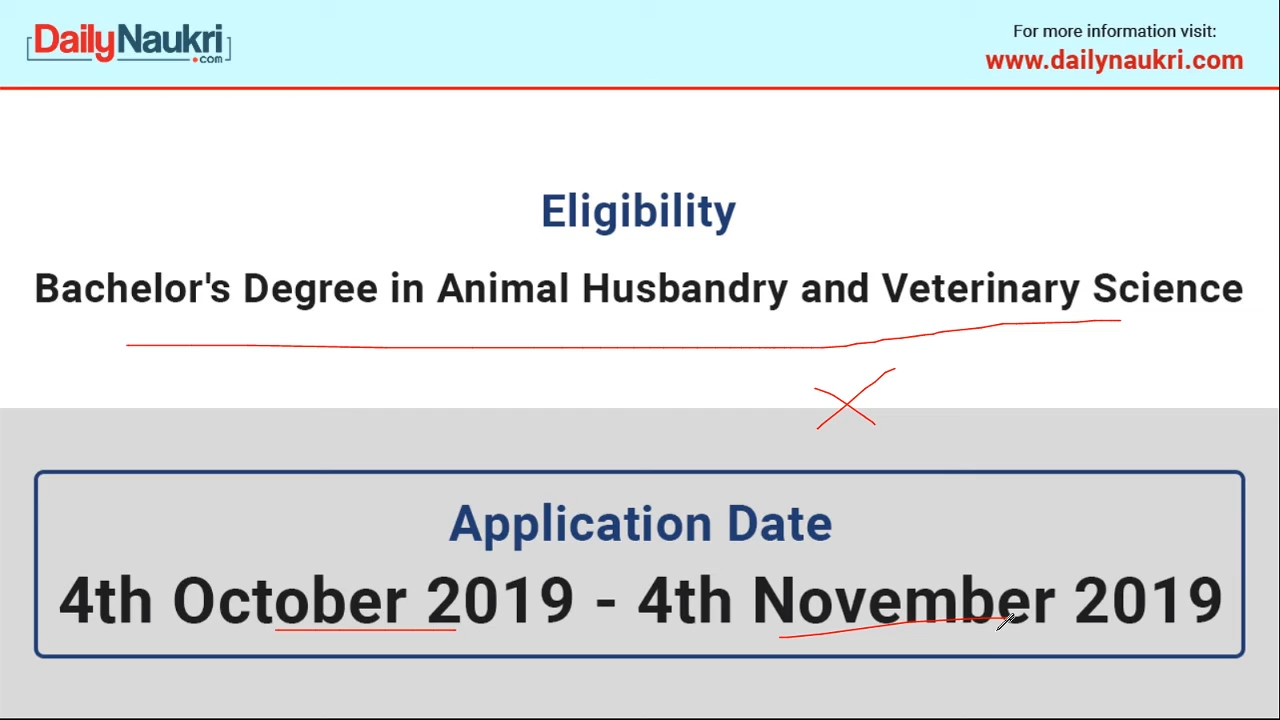 DailyNaukri
.com
For more information visit:
www.dailynaukri.com
Eligibility
Bachelor's Degree in Animal Husbandry and Veterinary Science
Application Date
4th October 2019 - 4th November 2019